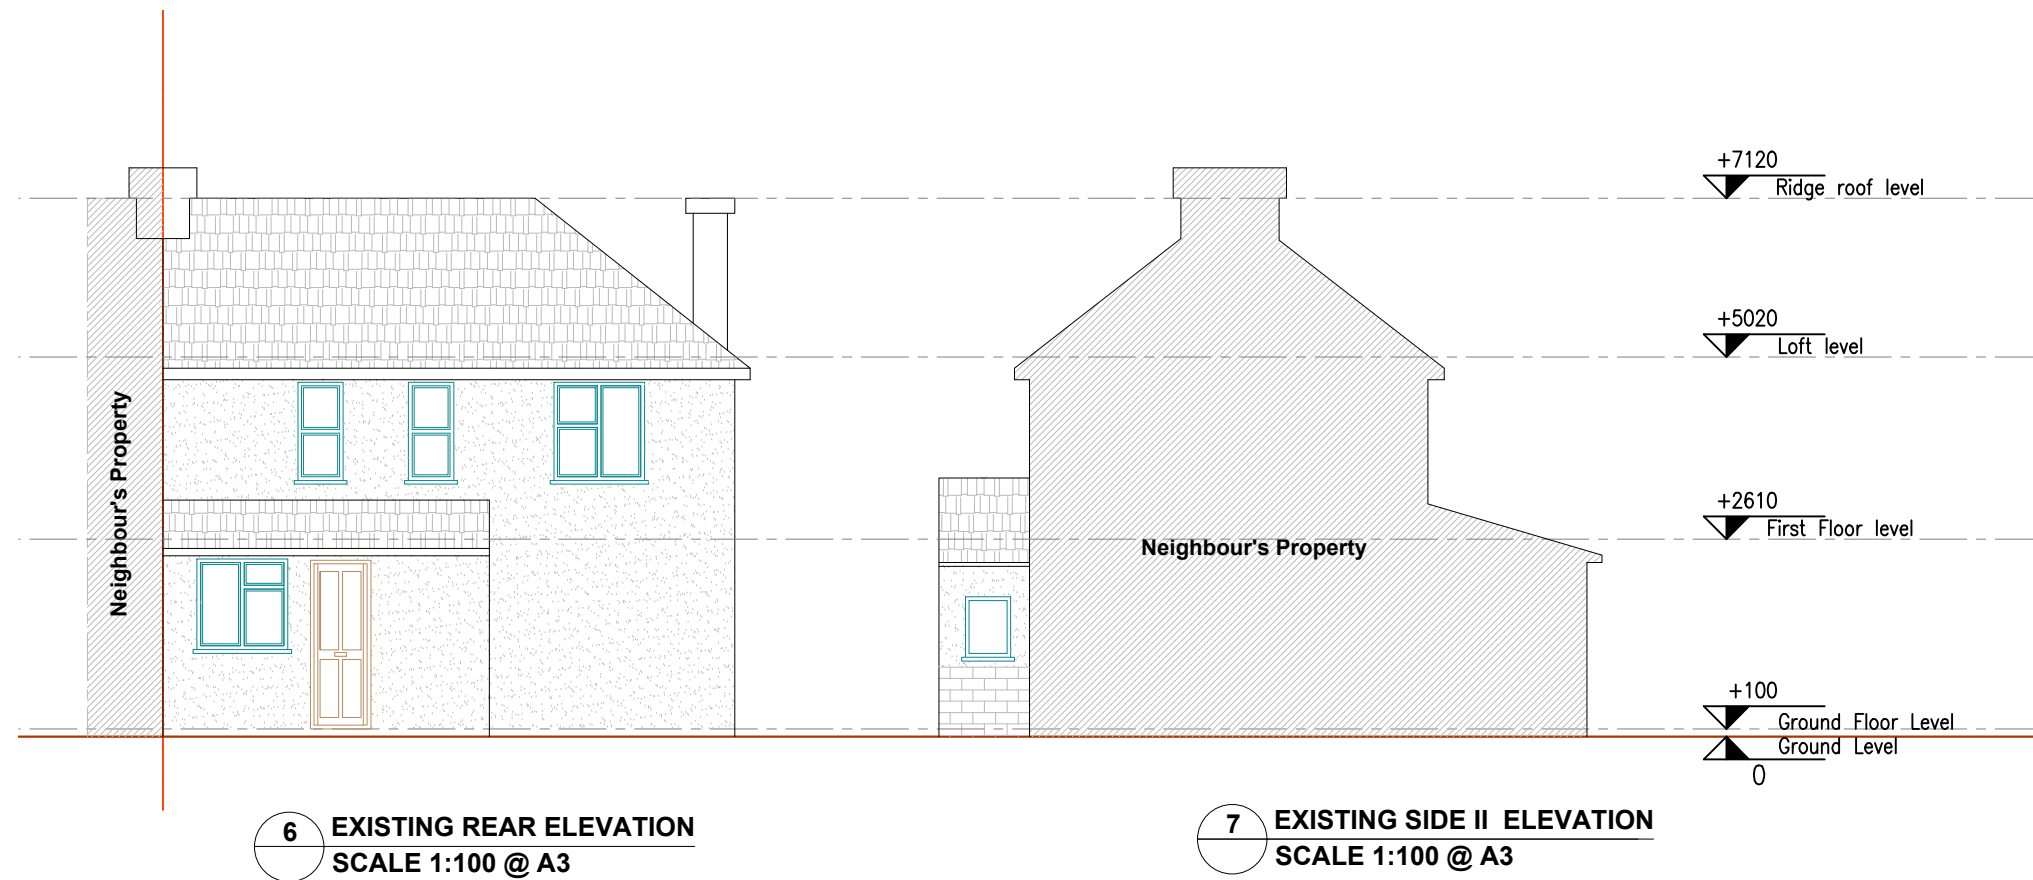 +7120
Ridge roof level
+5020
Loft level
Neighbour's Property
+2610
First Floor level
Neighbour's Property
+100
Ground Floor Level
Ground Level
0
6 EXISTING REAR ELEVATION
SCALE 1:100 @ A3
7 EXISTING SIDE II ELEVATION
SCALE 1:100 @ A3